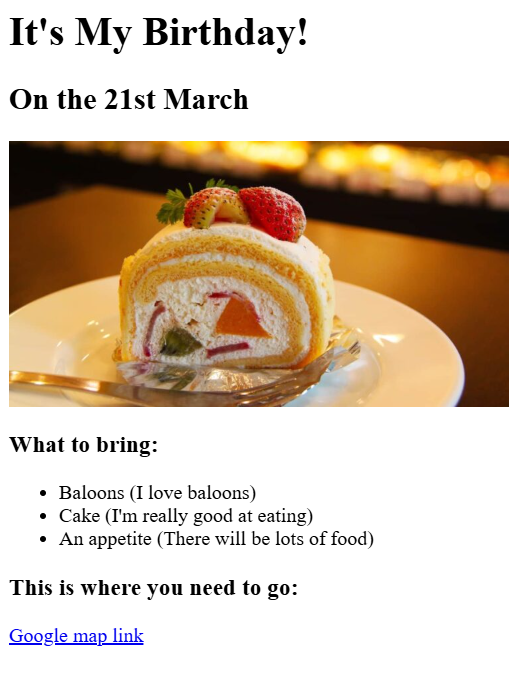 It's My Birthday!
On the 21st March
What to bring:
Baloons (I love baloons)
Cake (I'm really good at eating)
An appetite (There will be lots of food)
This is where you need to go:
Google map link